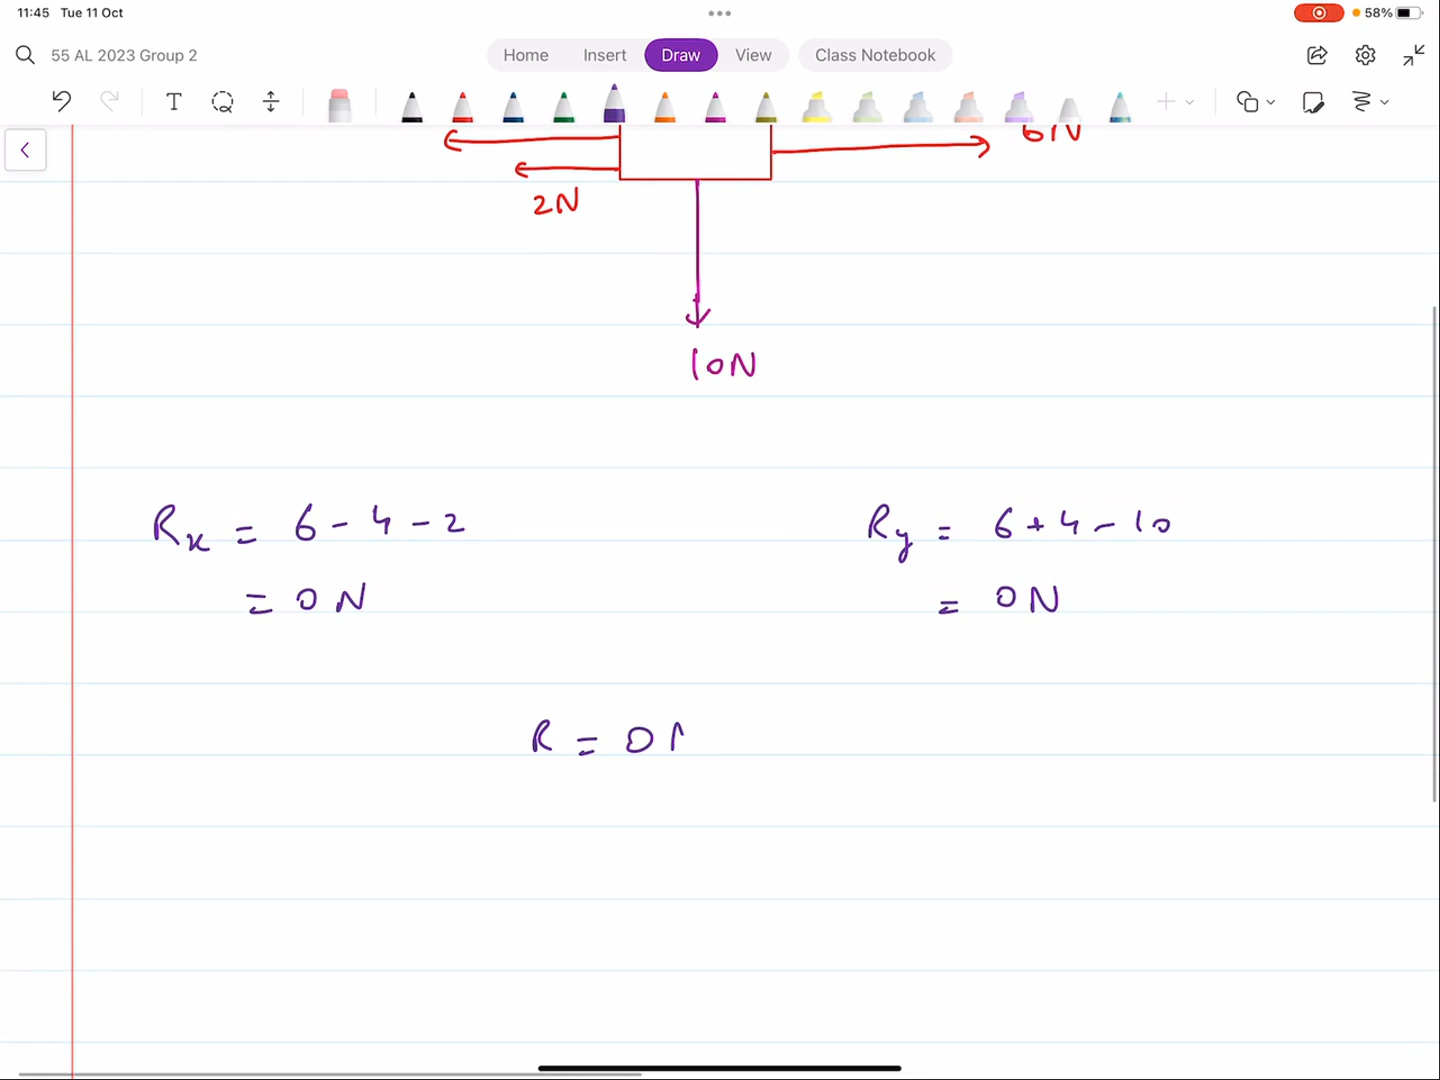 11:45 Tue 11 Oct
58%
55 AL 2023 Group 2
Home Insert Draw View Class Notebook
T
6N
2N
10N
Rx = 6 - 4 - 2
= 0 N
Ry = 6 + 4 - 10
= 0 N
R = 0